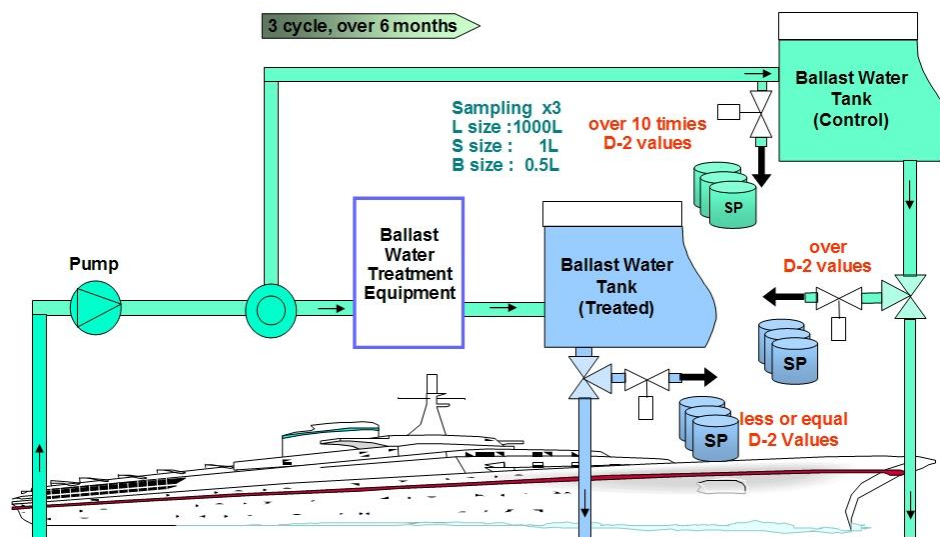 3 cycle, over 6 months
Ballast Water
Tank
(Control)
Sampling x3
L size :1000L
S size : 1L
B size : 0.5L
over 10 timies
D-2 values
SP
Ballast
Water
Treatment
Equipment
Ballast Water
Tank
(Treated)
Pump
over
D-2 values
SP
less or equal
D-2 Values
SP